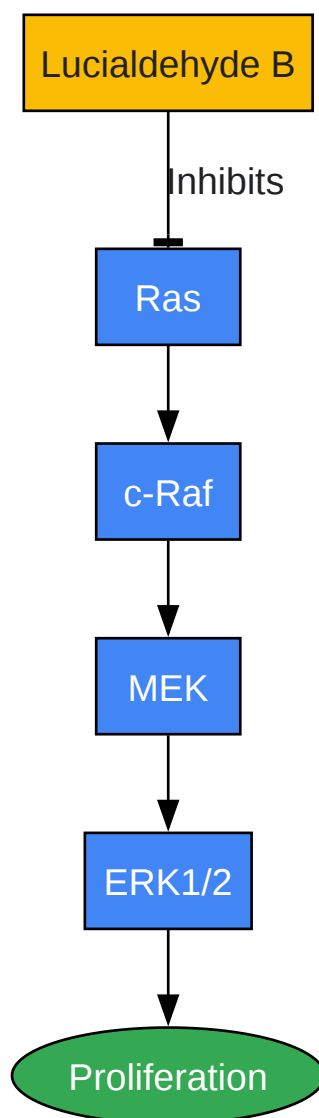 Lucialdehyde B
Inhibits
Ras
c-Raf
MEK
ERK1/2
Proliferation